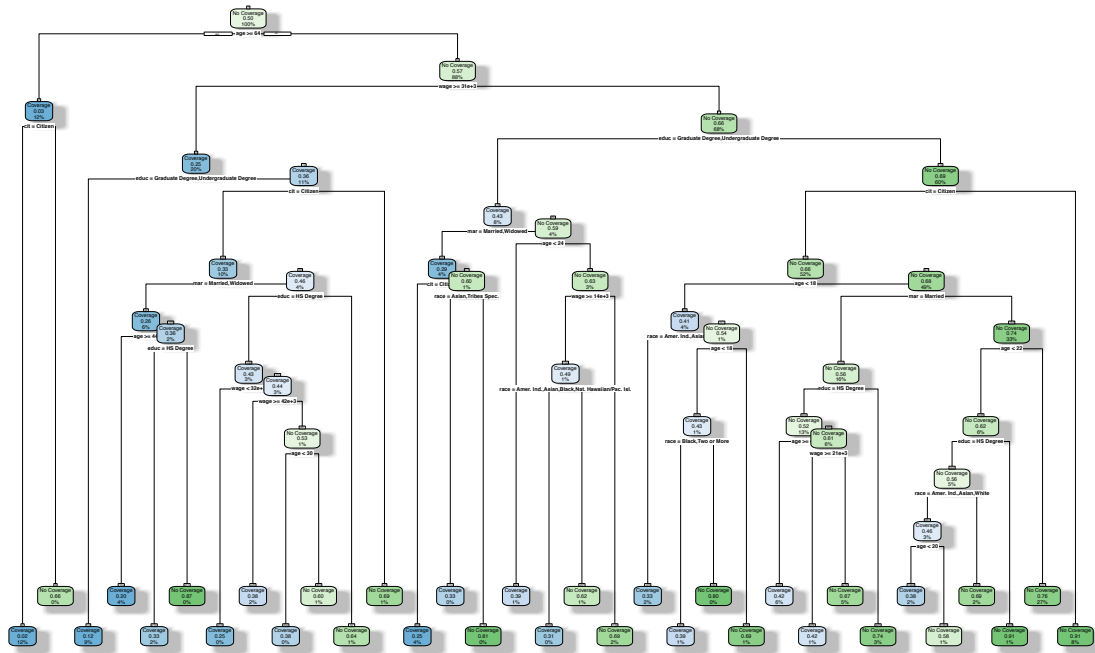 No Coverage
0.50
100%
age >= 64
No Coverage
0.57
88%
wage >= 31e+3
Coverage
0.03
12%
cit = Citizen
No Coverage
0.66
68%
educ = Graduate Degree,Undergraduate Degree
Coverage
0.25
20%
educ = Graduate Degree,Undergraduate Degree
Coverage
0.36
11%
cit = Citizen
No Coverage
0.69
60%
cit = Citizen
Coverage
0.43
8%
mar = Married,Widowed
No Coverage
0.59
4%
age < 24
Coverage
0.33
10%
mar = Married,Widowed
Coverage
0.46
4%
educ = HS Degree
Coverage
0.29
4%
No Coverage
0.60
1%
race = Asian,Tribes Spec.
No Coverage
0.63
3%
wage >= 14e+3
No Coverage
0.66
52%
age < 18
No Coverage
0.68
49%
mar = Married
Coverage
0.26
6%
Coverage
0.36
2%
educ = HS Degree
Coverage
0.41
4%
No Coverage
0.54
1%
age < 18
No Coverage
0.74
33%
age < 22
Coverage
0.43
3%
Coverage
0.44
3%
wage >= 42e+3
Coverage
0.49
1%
race = Amer. Ind.,Asian,Black,Nat. Hawaiian/Pac. Isl.
No Coverage
0.56
16%
educ = HS Degree
No Coverage
0.53
1%
age < 30
Coverage
0.43
1%
race = Black,Two or More
No Coverage
0.52
13%
No Coverage
0.61
6%
wage >= 21e+3
No Coverage
0.62
6%
educ = HS Degree
No Coverage
0.56
5%
race = Amer. Ind.,Asian,White
Coverage
0.46
3%
age < 20
No Coverage
0.66
0%
Coverage
0.20
4%
No Coverage
0.87
0%
Coverage
0.38
2%
No Coverage
0.60
1%
No Coverage
0.69
1%
Coverage
0.33
0%
Coverage
0.39
1%
No Coverage
0.62
1%
Coverage
0.33
2%
No Coverage
0.80
0%
Coverage
0.42
6%
No Coverage
0.67
5%
Coverage
0.38
2%
No Coverage
0.69
2%
No Coverage
0.76
27%
Coverage
0.02
12%
Coverage
0.12
9%
Coverage
0.33
2%
Coverage
0.25
0%
Coverage
0.38
0%
No Coverage
0.64
1%
Coverage
0.25
4%
No Coverage
0.81
0%
Coverage
0.31
0%
No Coverage
0.69
2%
Coverage
0.39
1%
No Coverage
0.69
1%
Coverage
0.42
1%
No Coverage
0.74
3%
No Coverage
0.58
1%
No Coverage
0.91
1%
No Coverage
0.91
8%